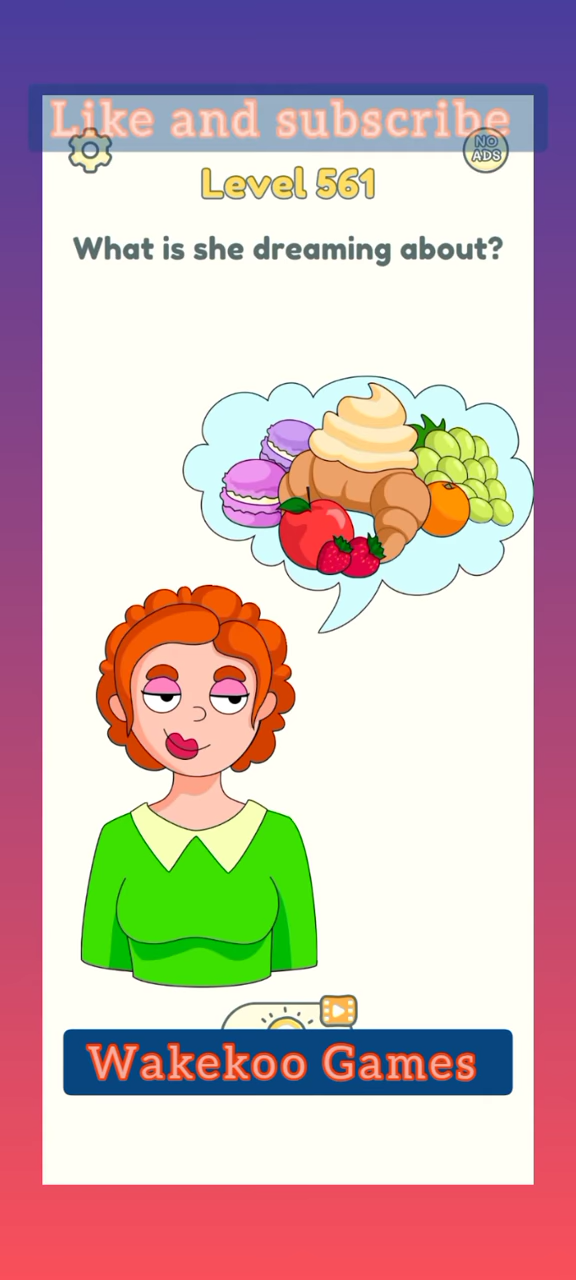 Like and subscribe
NO
ADS
Level 561
What is she dreaming about?
Wakekoo Games